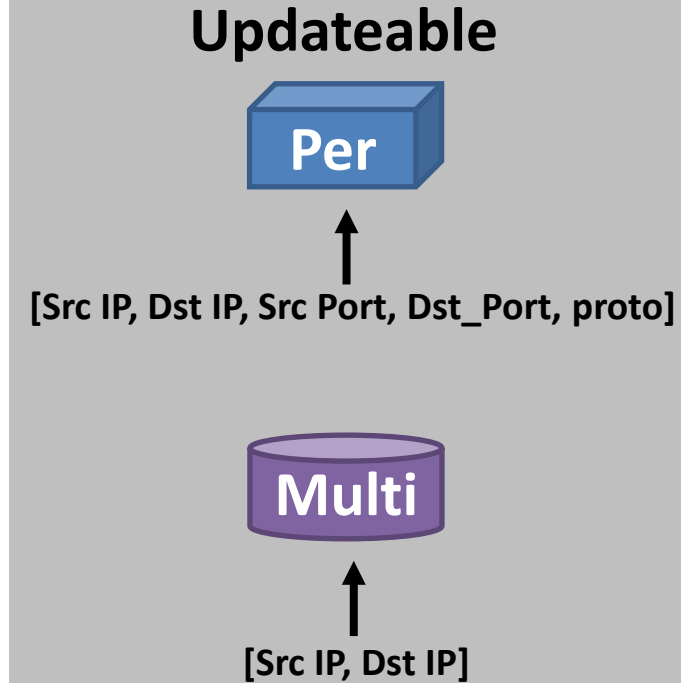 Updateable
Per
[Src IP, Dst IP, Src Port, Dst_Port, proto]
Multi
[Src IP, Dst IP]